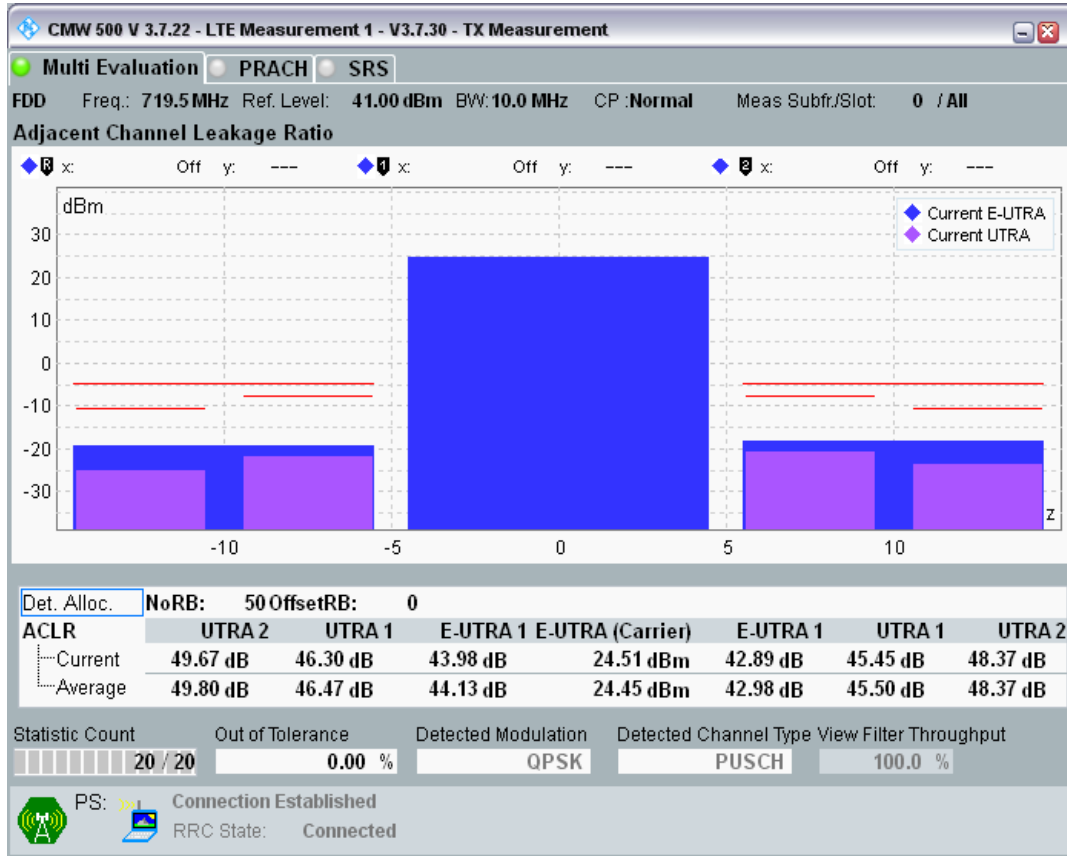 CMW 500 V 3.7.22 - LTE Measurement 1 - V3.7.30 - TX Measurement
Multi Evaluation PRACH SRS
FDD Freq.: 719.5 MHz Ref. Level: 41.00 dBm BW: 10.0 MHz CP :Normal Meas Subfr./Slot: 0 / All
Adjacent Channel Leakage Ratio
R x: Off y: --- 1 x: Off y: --- 2 x: Off y: ---
dBm
Current E-UTRA
Current UTRA
30
20
10
0
-10
-20
-30
z
-10 -5 0 5 10
Det. Alloc. NoRB: 50 OffsetRB: 0
ACLR UTRA 2 UTRA 1 E-UTRA 1 E-UTRA (Carrier) E-UTRA 1 UTRA 1 UTRA 2
Current 49.67 dB 46.30 dB 43.98 dB 24.51 dBm 42.89 dB 45.45 dB 48.37 dB
Average 49.80 dB 46.47 dB 44.13 dB 24.45 dBm 42.98 dB 45.50 dB 48.37 dB
Statistic Count Out of Tolerance Detected Modulation Detected Channel Type View Filter Throughput
20 / 20 0.00 % QPSK PUSCH 100.0 %
PS: Connection Established
RRC State: Connected